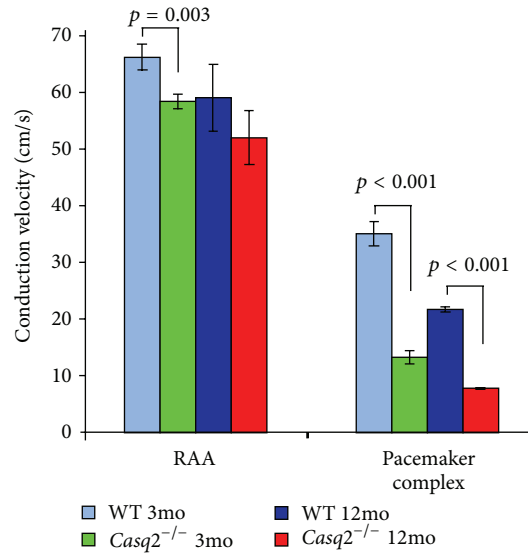 p = 0.003
70
60
50
40
30
20
10
0
Conduction velocity (cm/s)
p < 0.001
p < 0.001
RAA
Pacemaker
complex
WT 3mo
WT 12mo
Casq2⁻/⁻ 3mo
Casq2⁻/⁻ 12mo